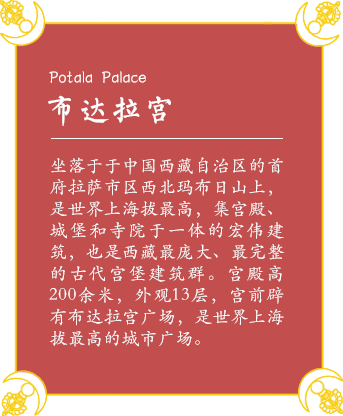 Potala Palace
布达拉宫
坐落于于中国西藏自治区的首
府拉萨市区西北玛布日山上，
是世界上海拔最高，集宫殿、
城堡和寺院于一体的宏伟建
筑，也是西藏最庞大、最完整
的古代宫堡建筑群。宫殿高
200余米，外观13层，宫前辟
有布达拉宫广场，是世界上海
拔最高的城市广场。